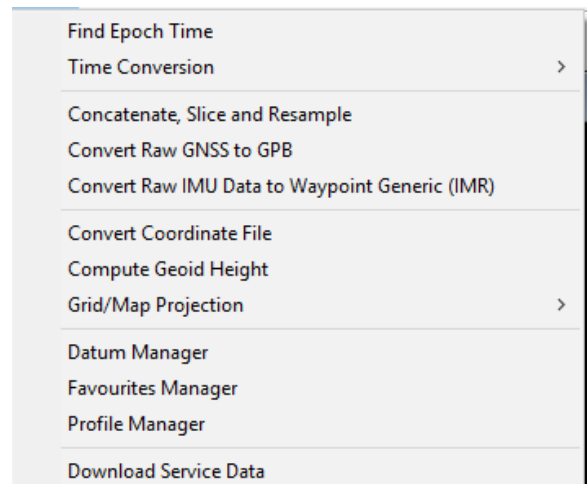 Find Epoch Time
Time Conversion
Concatenate, Slice and Resample
Convert Raw GNSS to GPB
Convert Raw IMU Data to Waypoint Generic (IMR)
Convert Coordinate File
Compute Geoid Height
Grid/Map Projection
Datum Manager
Favourites Manager
Profile Manager
Download Service Data